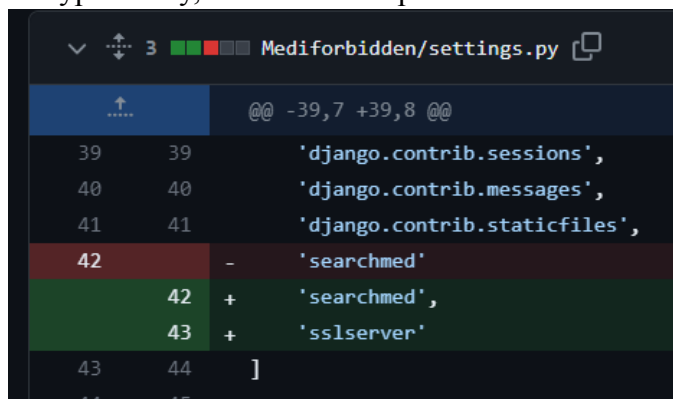 3 Mediforbidden/settings.py
@@ -39,7 +39,8 @@
39 39 'django.contrib.sessions',
40 40 'django.contrib.messages',
41 41 'django.contrib.staticfiles',
42 - 'searchmed'
42 + 'searchmed',
43 + 'sslserver'
43 44 ]